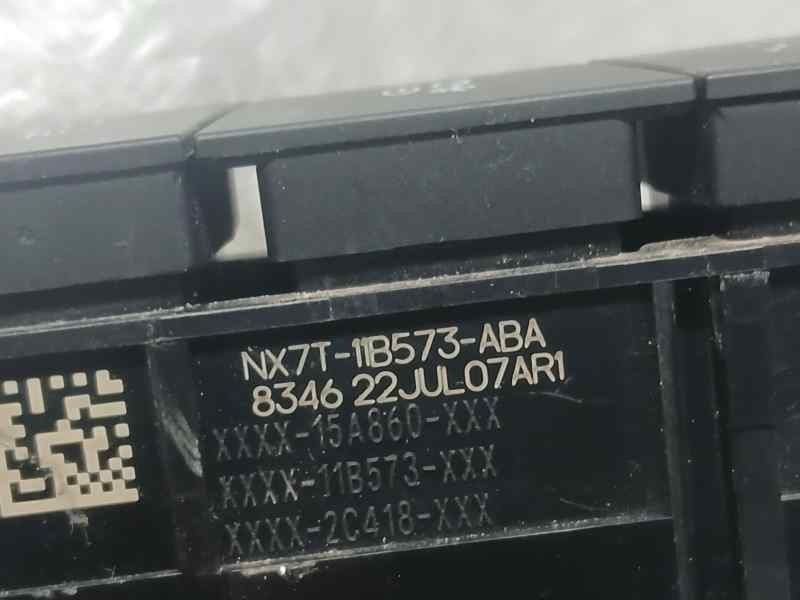 NX7T-11B573-ABA
8346 22JUL07AR1
XXXX-15A860-XXX
XXXX-11B573-XXX
XXXX-2C418-XXX